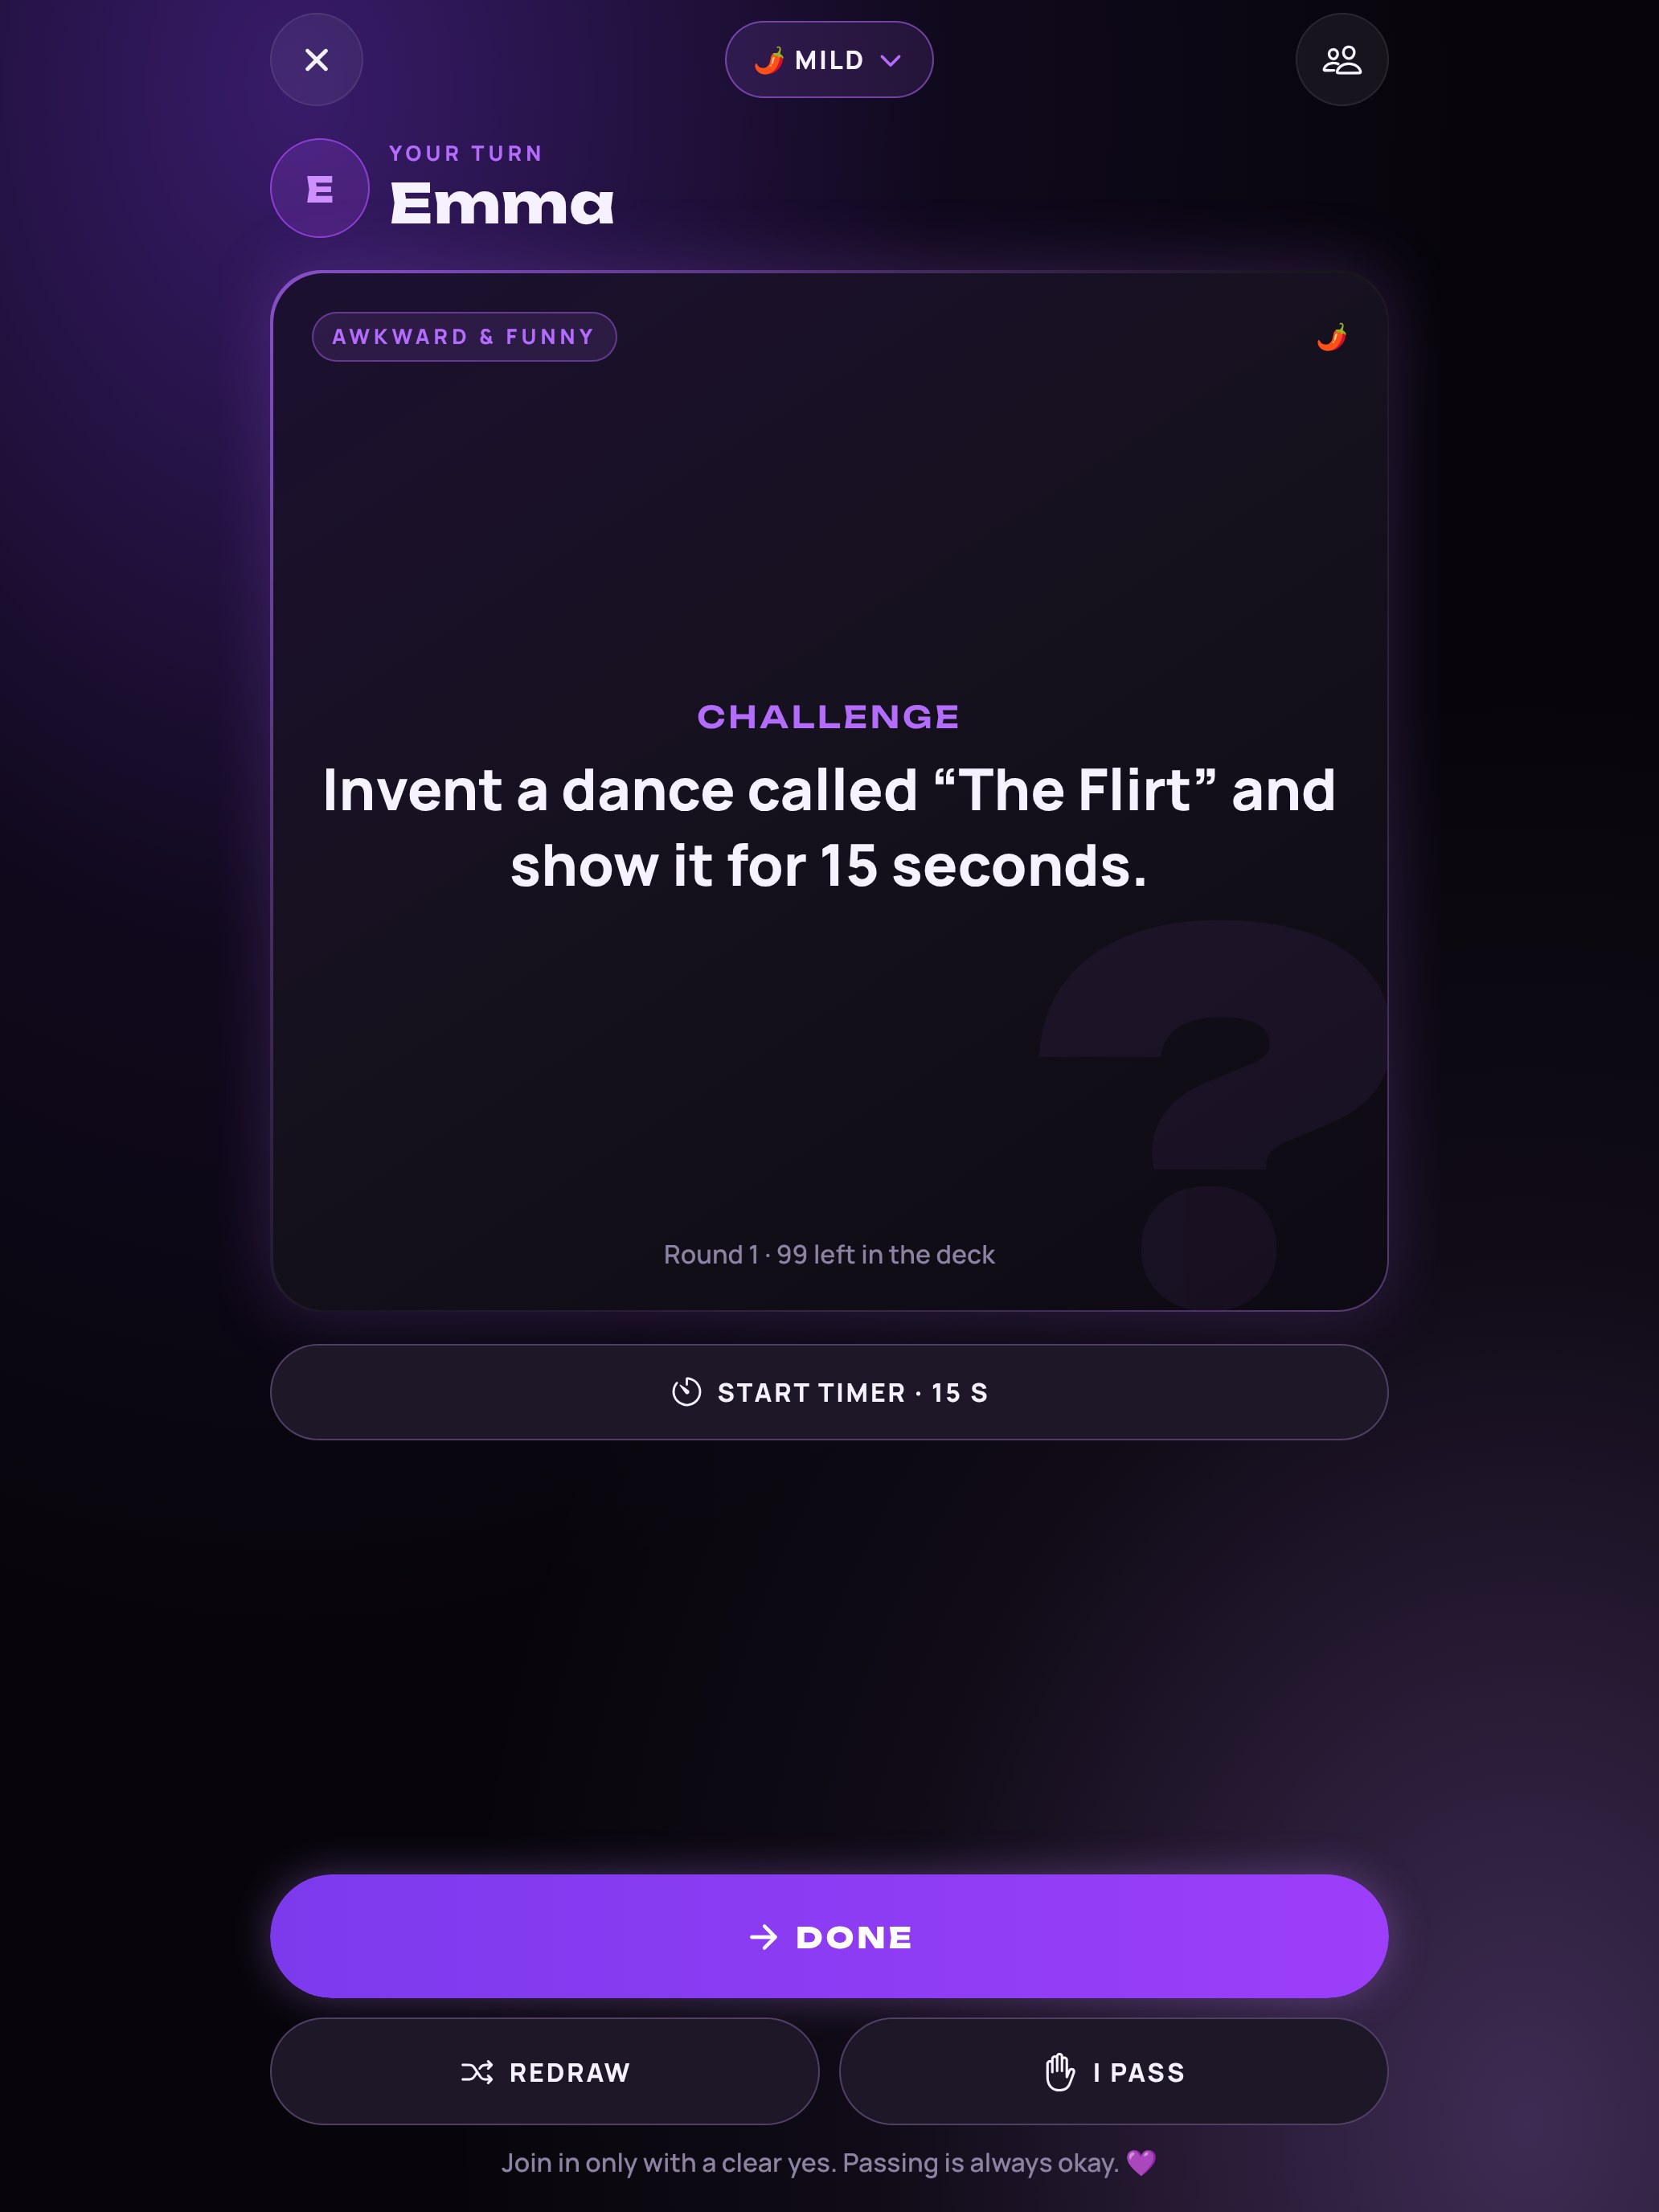 🌶️ MILD
YOUR TURN
E
Emma
AWKWARD & FUNNY
🌶️
CHALLENGE
Invent a dance called “The Flirt” and
show it for 15 seconds.
?
Round 1 · 99 left in the deck
START TIMER · 15 S
DONE
REDRAW
I PASS
Join in only with a clear yes. Passing is always okay. 💜